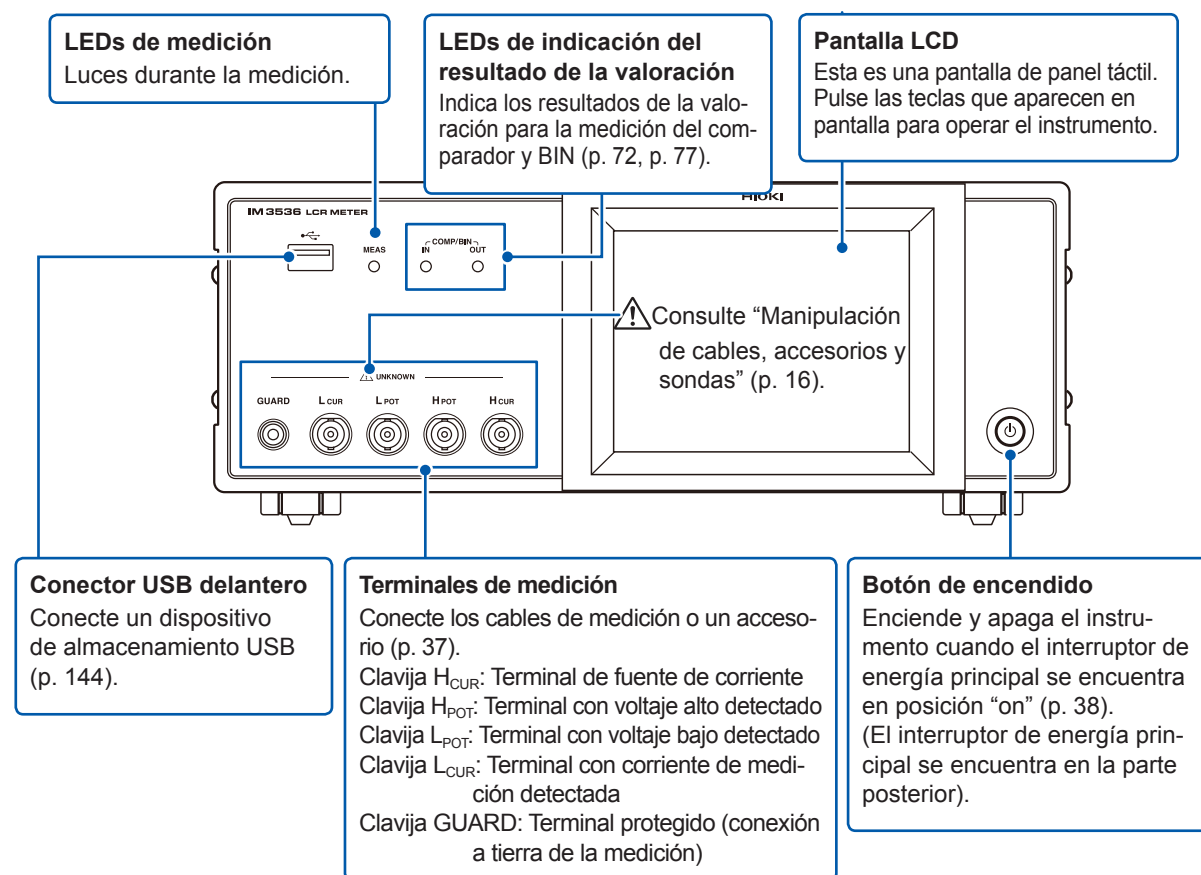 LEDs de medición
Luces durante la medición.
LEDs de indicación del
resultado de la valoración
Indica los resultados de la valo-
ración para la medición del com-
parador y BIN (p. 72, p. 77).
Pantalla LCD
Esta es una pantalla de panel táctil.
Pulse las teclas que aparecen en
pantalla para operar el instrumento.
HIOKI
IM 3536 LCR METER
MEAS
COMP/BIN
IN
OUT
Consulte “Manipulación
de cables, accesorios y
sondas” (p. 16).
UNKNOWN
GUARD
L CUR
L POT
H POT
H CUR
Conector USB delantero
Conecte un dispositivo
de almacenamiento USB
(p. 144).
Terminales de medición
Conecte los cables de medición o un acceso-
rio (p. 37).
Clavija HCUR: Terminal de fuente de corriente
Clavija HPOT: Terminal con voltaje alto detectado
Clavija LPOT: Terminal con voltaje bajo detectado
Clavija LCUR: Terminal con corriente de medi-
ción detectada
Clavija GUARD: Terminal protegido (conexión
a tierra de la medición)
Botón de encendido
Enciende y apaga el instru-
mento cuando el interruptor de
energía principal se encuentra
en posición “on” (p. 38).
(El interruptor de energía prin-
cipal se encuentra en la parte
posterior).